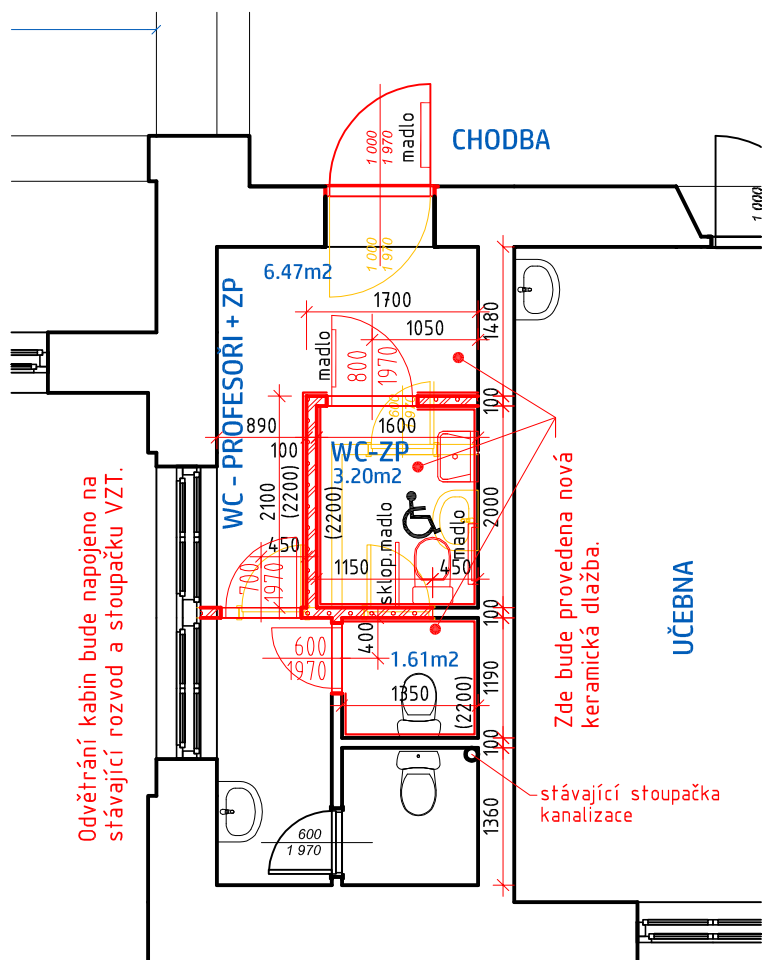 madlo
1 000
1 970
CHODBA
1 000
1 000
1 970
6.47m2
WC - PROFESOŘI + ZP
1700
1050
1480
madlo
800
1970
100
600
1970
890
100
1600
WC-ZP
3.20m2
2100
(2200)
(2200)
2000
sklop.madlo
madlo
450
1150
450
700
1970
100
400
600
1970
1.61m2
1350
(2200)
1190
100
1360
600
1 970
Odvětrání kabin bude napojeno na
stávající rozvod a stoupačku VZT.
Zde bude provedena nová
keramická dlažba.
UČEBNA
stávající stoupačka
kanalizace